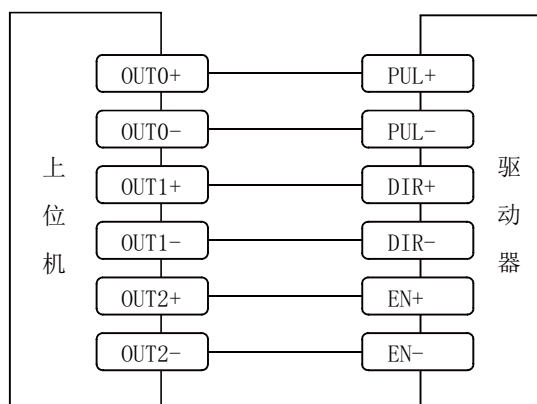 OUT0+ PUL+
OUT0- PUL-
OUT1+ DIR+
OUT1- DIR-
OUT2+ EN+
OUT2- EN-
上位机
驱动器